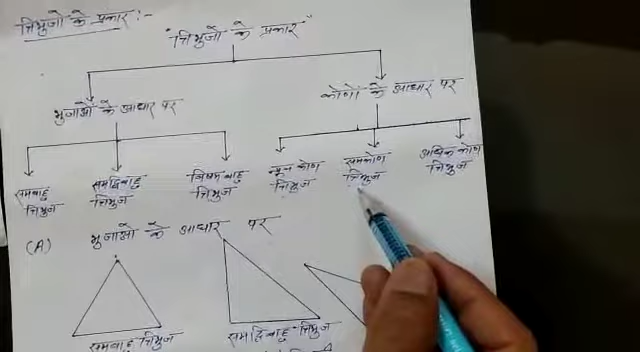 त्रिभुजों के प्रकार :-
"त्रिभुजों के प्रकार"
भुजाओं के आधार पर
कोणों के आधार पर
समबाहु त्रिभुज
समद्विबाहु त्रिभुज
विषमबाहु त्रिभुज
न्यून कोण त्रिभुज
समकोण त्रिभुज
अधिक कोण त्रिभुज
(A) भुजाओं के आधार पर
समबाहु त्रिभुज
समद्विबाहु त्रिभुज